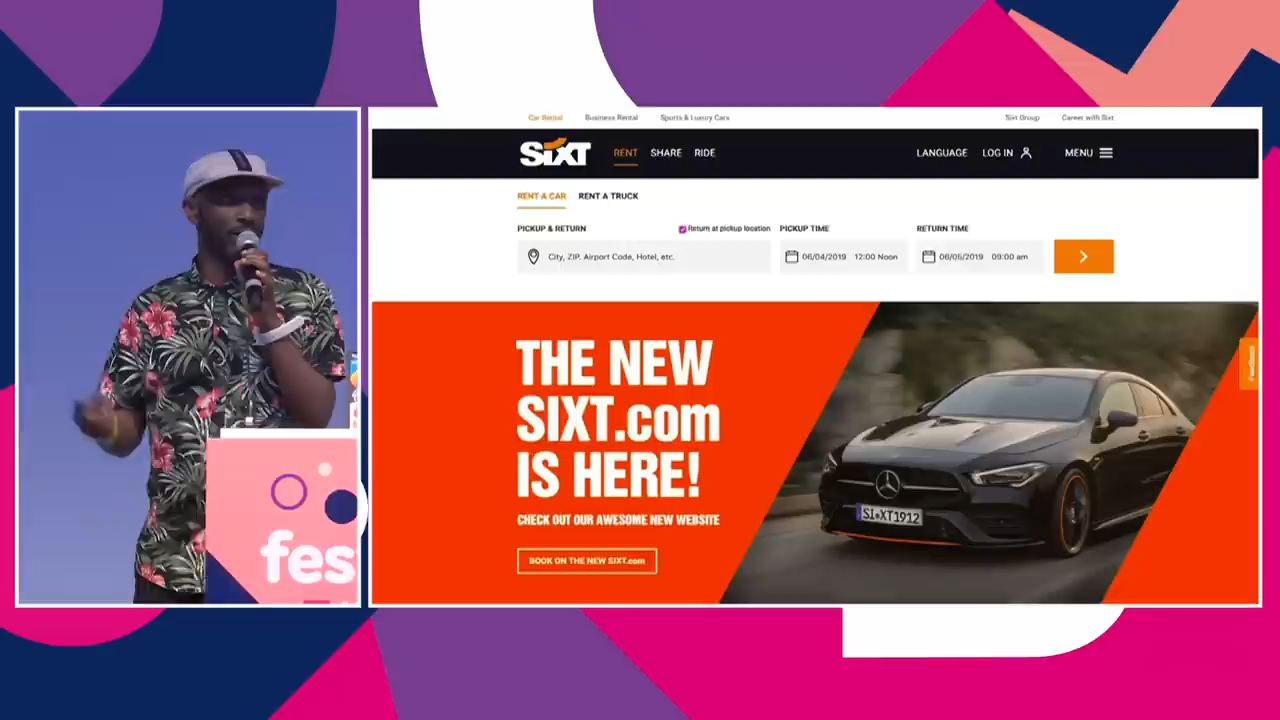 Car Rental Business Rental Sports & Luxury Cars Sixt Group Career with Sixt
SiXT RENT SHARE RIDE LANGUAGE LOG IN MENU
RENT A CAR RENT A TRUCK
PICKUP & RETURN Return at pickup location PICKUP TIME RETURN TIME
City, ZIP, Airport Code, Hotel, etc. 06/04/2019 12:00 Noon 06/05/2019 09:00 am
THE NEW
SIXT.com
IS HERE!
CHECK OUT OUR AWESOME NEW WEBSITE
BOOK ON THE NEW SIXT.com
SI XT1912
Feedback
fes